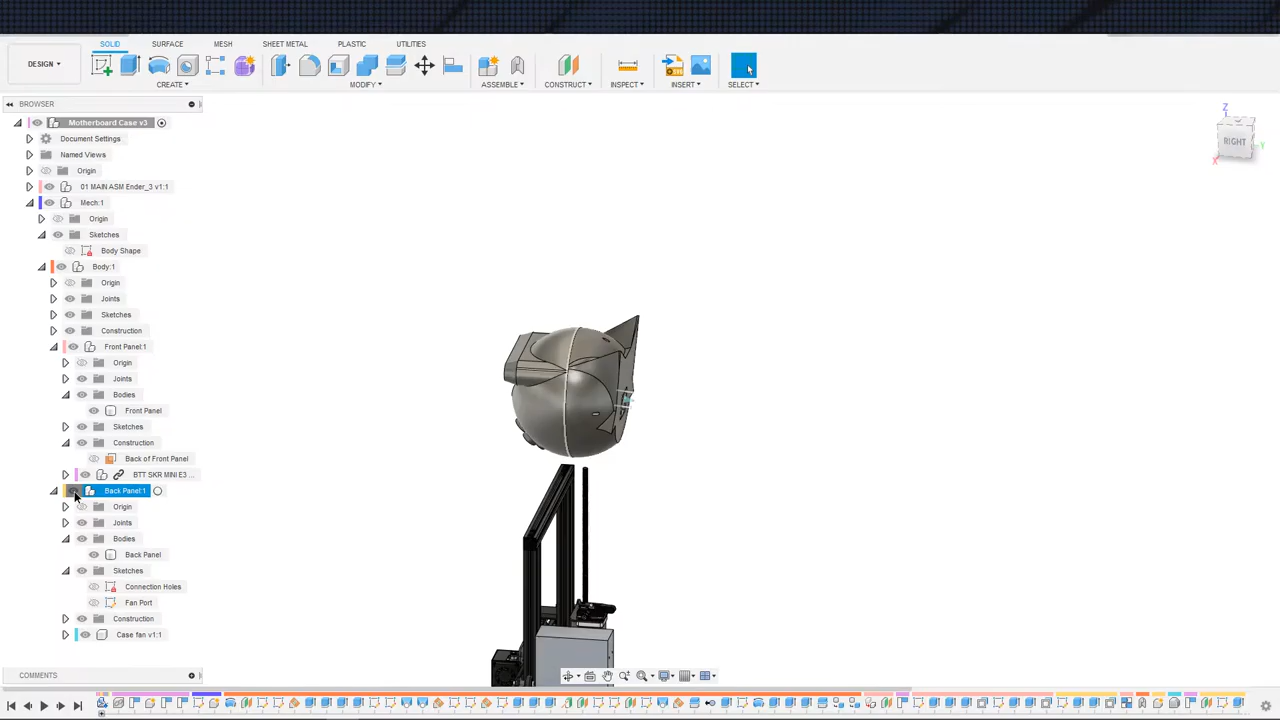 SOLID SURFACE MESH SHEET METAL PLASTIC UTILITIES
DESIGN
CREATE MODIFY ASSEMBLE CONSTRUCT INSPECT INSERT SELECT
BROWSER
Motherboard Case v3
Document Settings
Named Views
Origin
01 MAIN ASM Ender_3 v1:1
Mech:1
Origin
Sketches
Body Shape
Body:1
Origin
Joints
Sketches
Construction
Front Panel:1
Origin
Joints
Bodies
Front Panel
Sketches
Construction
Back of Front Panel
BTT SKR MINI E3 ...
Back Panel:1
Origin
Joints
Bodies
Back Panel
Sketches
Connection Holes
Fan Port
Construction
Case fan v1:1
COMMENTS
Z
RIGHT
Y
X